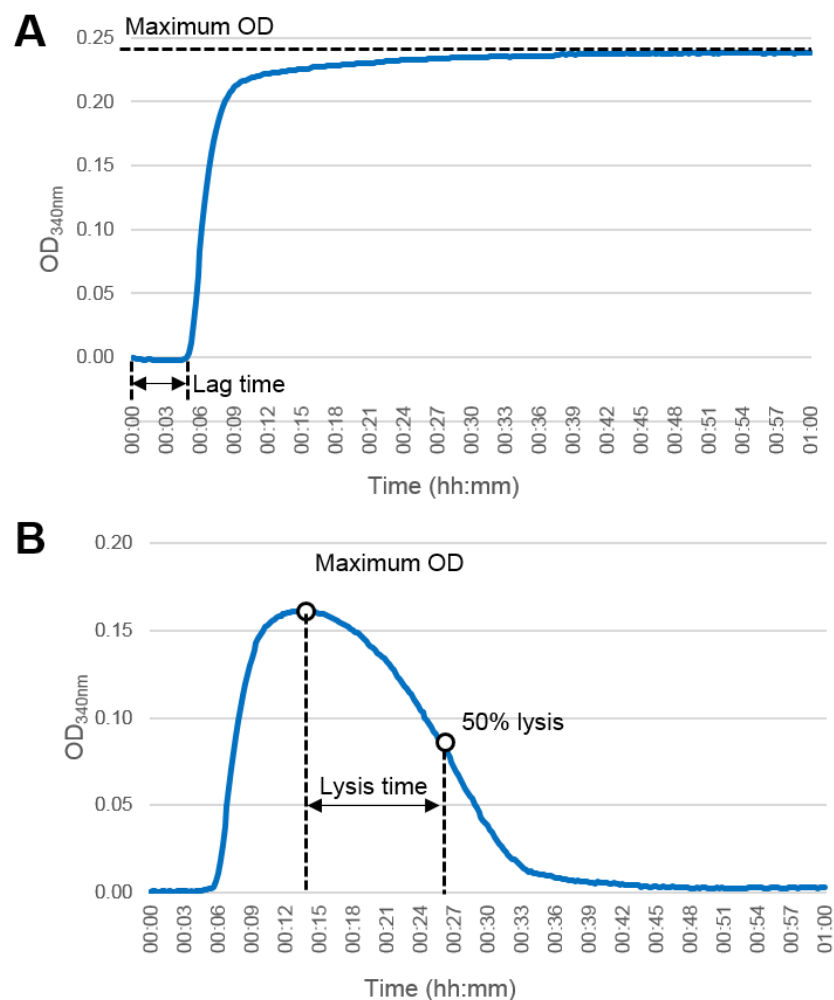 A
Maximum OD
0.25
0.20
0.15
0.10
0.05
0.00
OD340nm
Lag time
00:00 00:03 00:06 00:09 00:12 00:15 00:18 00:21 00:24 00:27 00:30 00:33 00:36 00:39 00:42 00:45 00:48 00:51 00:54 00:57 01:00
Time (hh:mm)
B
0.20
Maximum OD
0.15
0.10
50% lysis
OD340nm
Lysis time
0.05
0.00
00:00 00:03 00:06 00:09 00:12 00:15 00:18 00:21 00:24 00:27 00:30 00:33 00:36 00:39 00:42 00:45 00:48 00:51 00:54 00:57 01:00
Time (hh:mm)